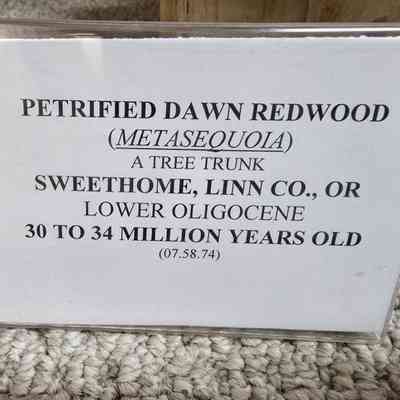 PETRIFIED DAWN REDWOOD
(METASEQUOIA)
A TREE TRUNK
SWEETHOME, LINN CO., OR
LOWER OLIGOCENE
30 TO 34 MILLION YEARS OLD
(07.58.74)